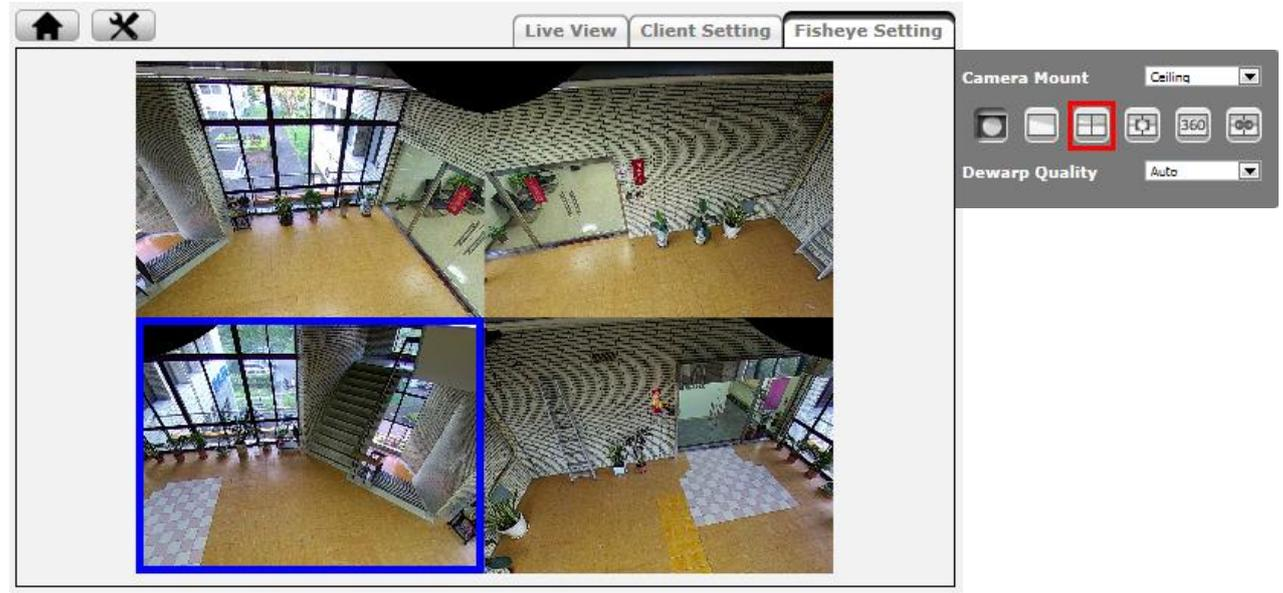 Live View
Client Setting
Fisheye Setting
Camera Mount
Ceiling
360
Dewarp Quality
Auto